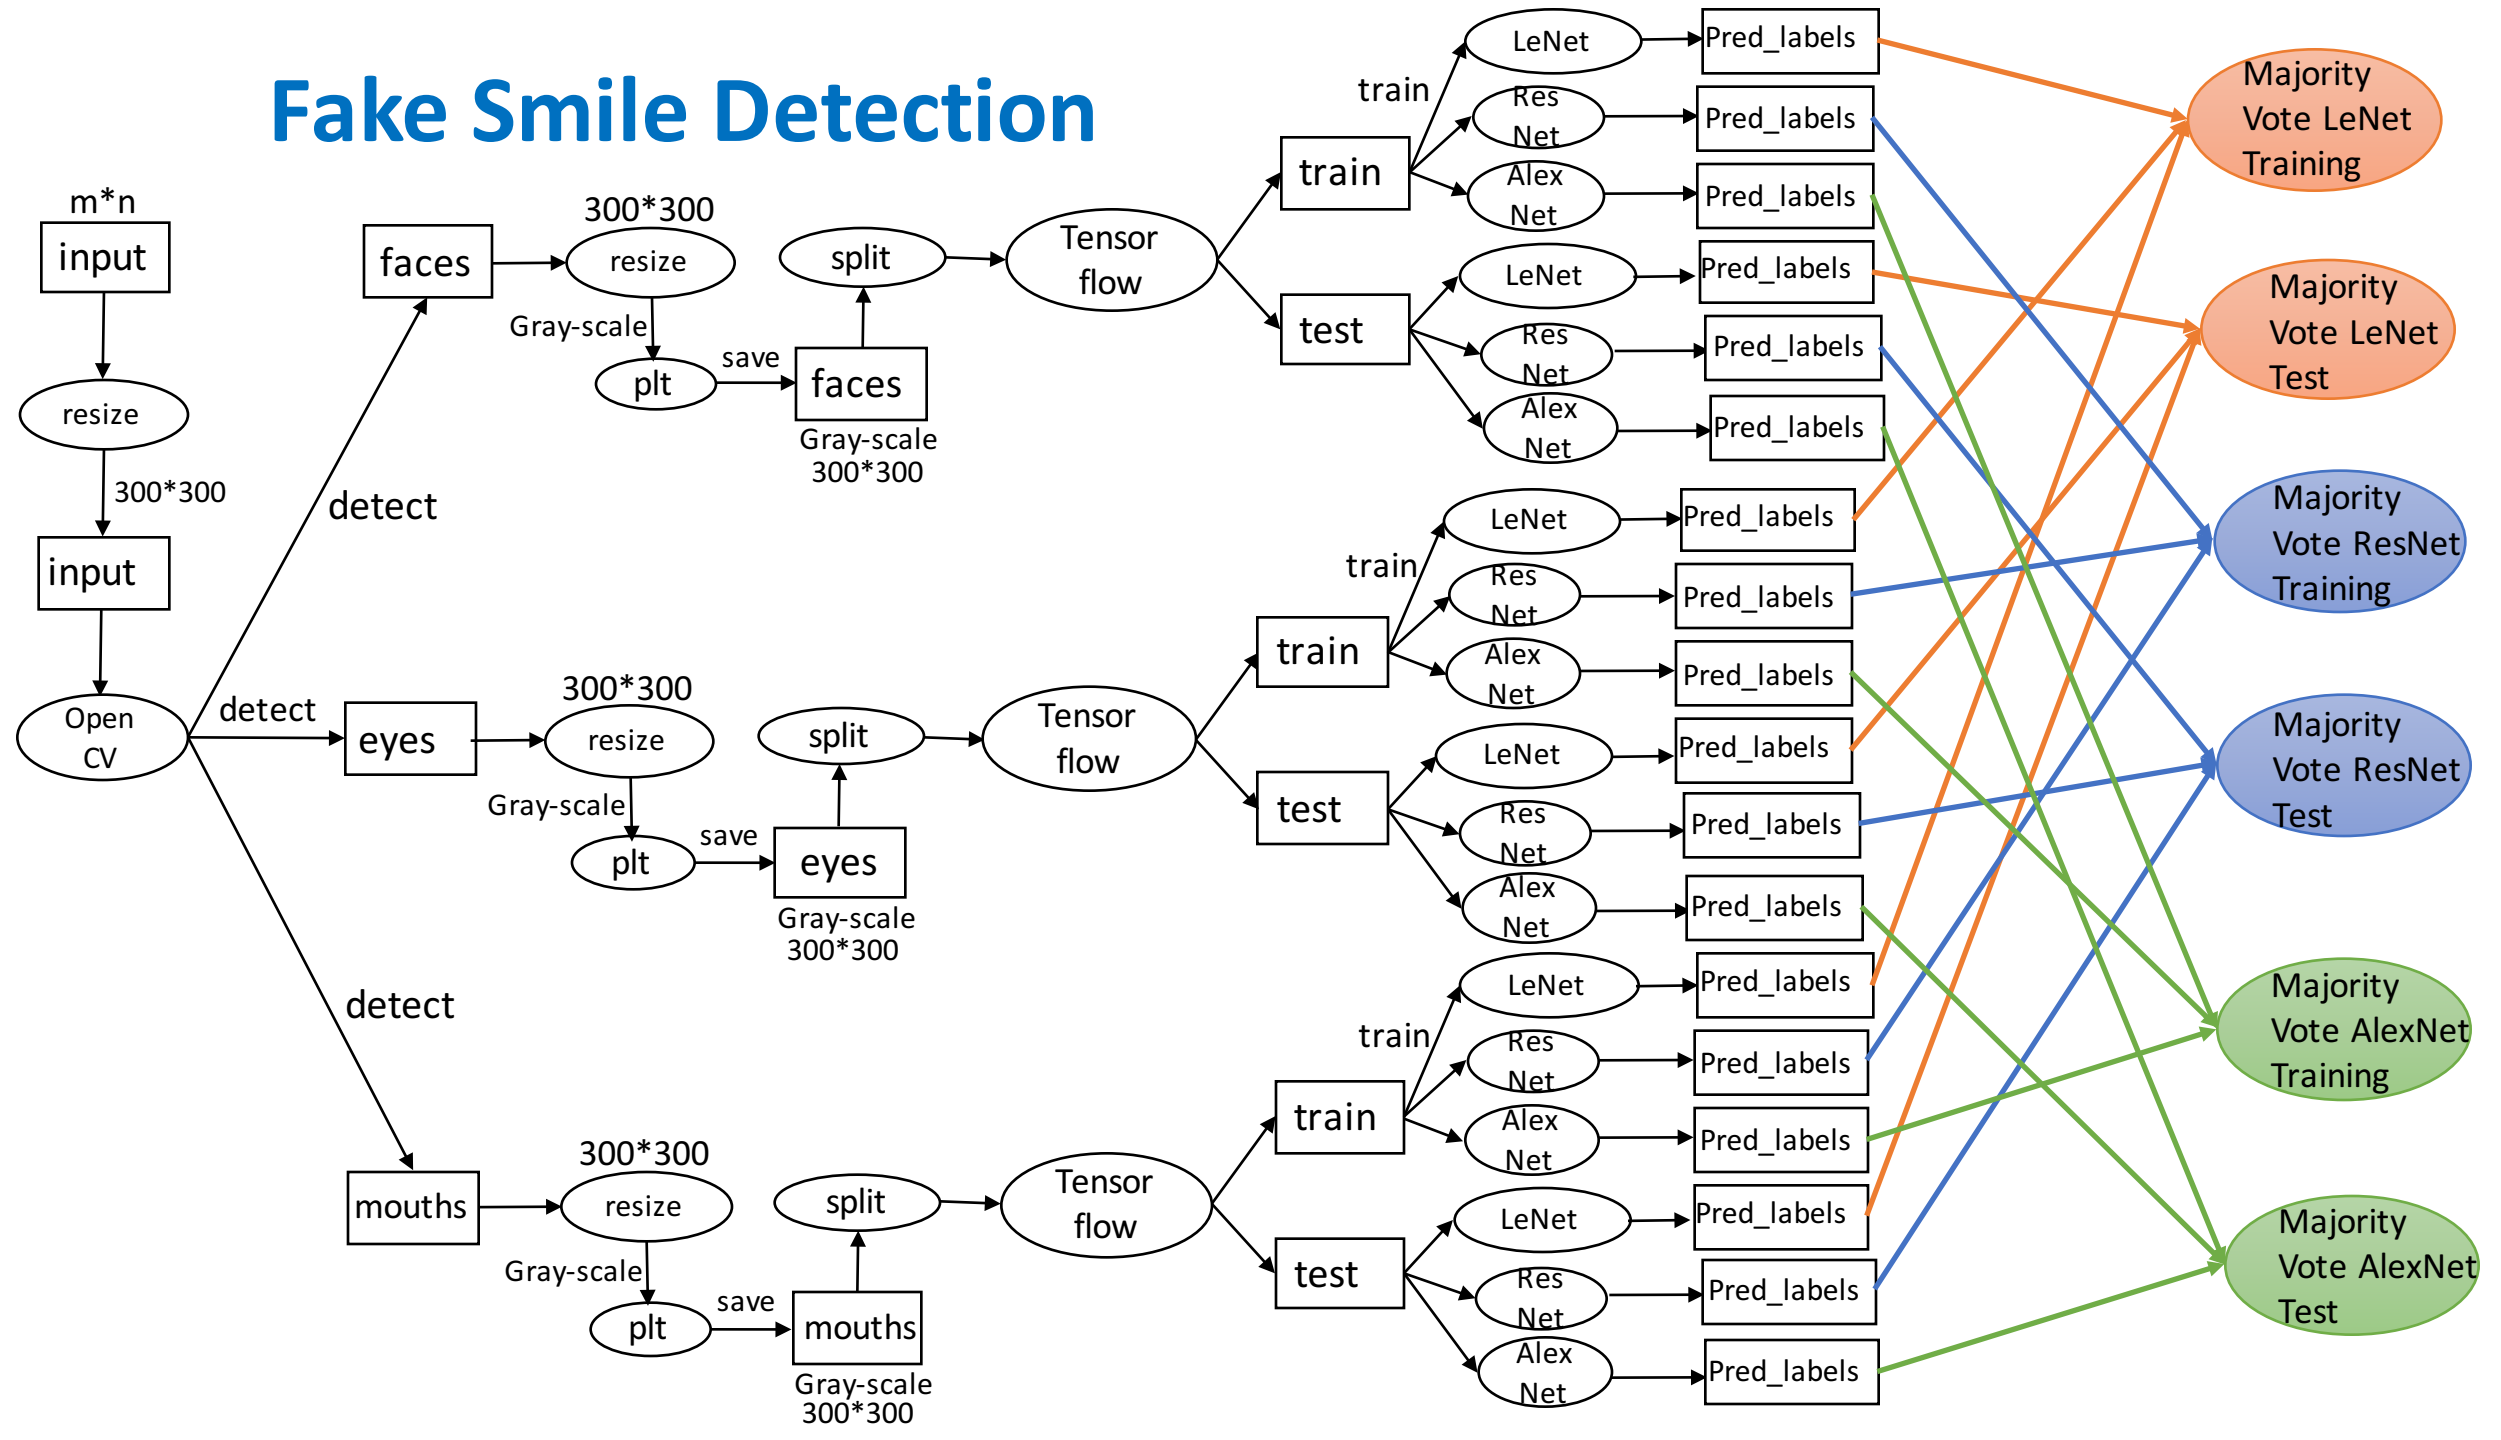 Fake Smile Detection
m*n
input
resize
300*300
input
Open
CV
detect
detect
detect
faces
300*300
resize
Gray-scale
plt
save
faces
Gray-scale
300*300
split
Tensor
flow
train
test
train
LeNet
Pred_labels
Res
Net
Pred_labels
Alex
Net
Pred_labels
LeNet
Pred_labels
Res
Net
Pred_labels
Alex
Net
Pred_labels
eyes
300*300
resize
Gray-scale
plt
save
eyes
Gray-scale
300*300
split
Tensor
flow
train
test
train
LeNet
Pred_labels
Res
Net
Pred_labels
Alex
Net
Pred_labels
LeNet
Pred_labels
Res
Net
Pred_labels
Alex
Net
Pred_labels
mouths
300*300
resize
Gray-scale
plt
save
mouths
Gray-scale
300*300
split
Tensor
flow
train
test
train
LeNet
Pred_labels
Res
Net
Pred_labels
Alex
Net
Pred_labels
LeNet
Pred_labels
Res
Net
Pred_labels
Alex
Net
Pred_labels
Majority
Vote LeNet
Training
Majority
Vote LeNet
Test
Majority
Vote ResNet
Training
Majority
Vote ResNet
Test
Majority
Vote AlexNet
Training
Majority
Vote AlexNet
Test